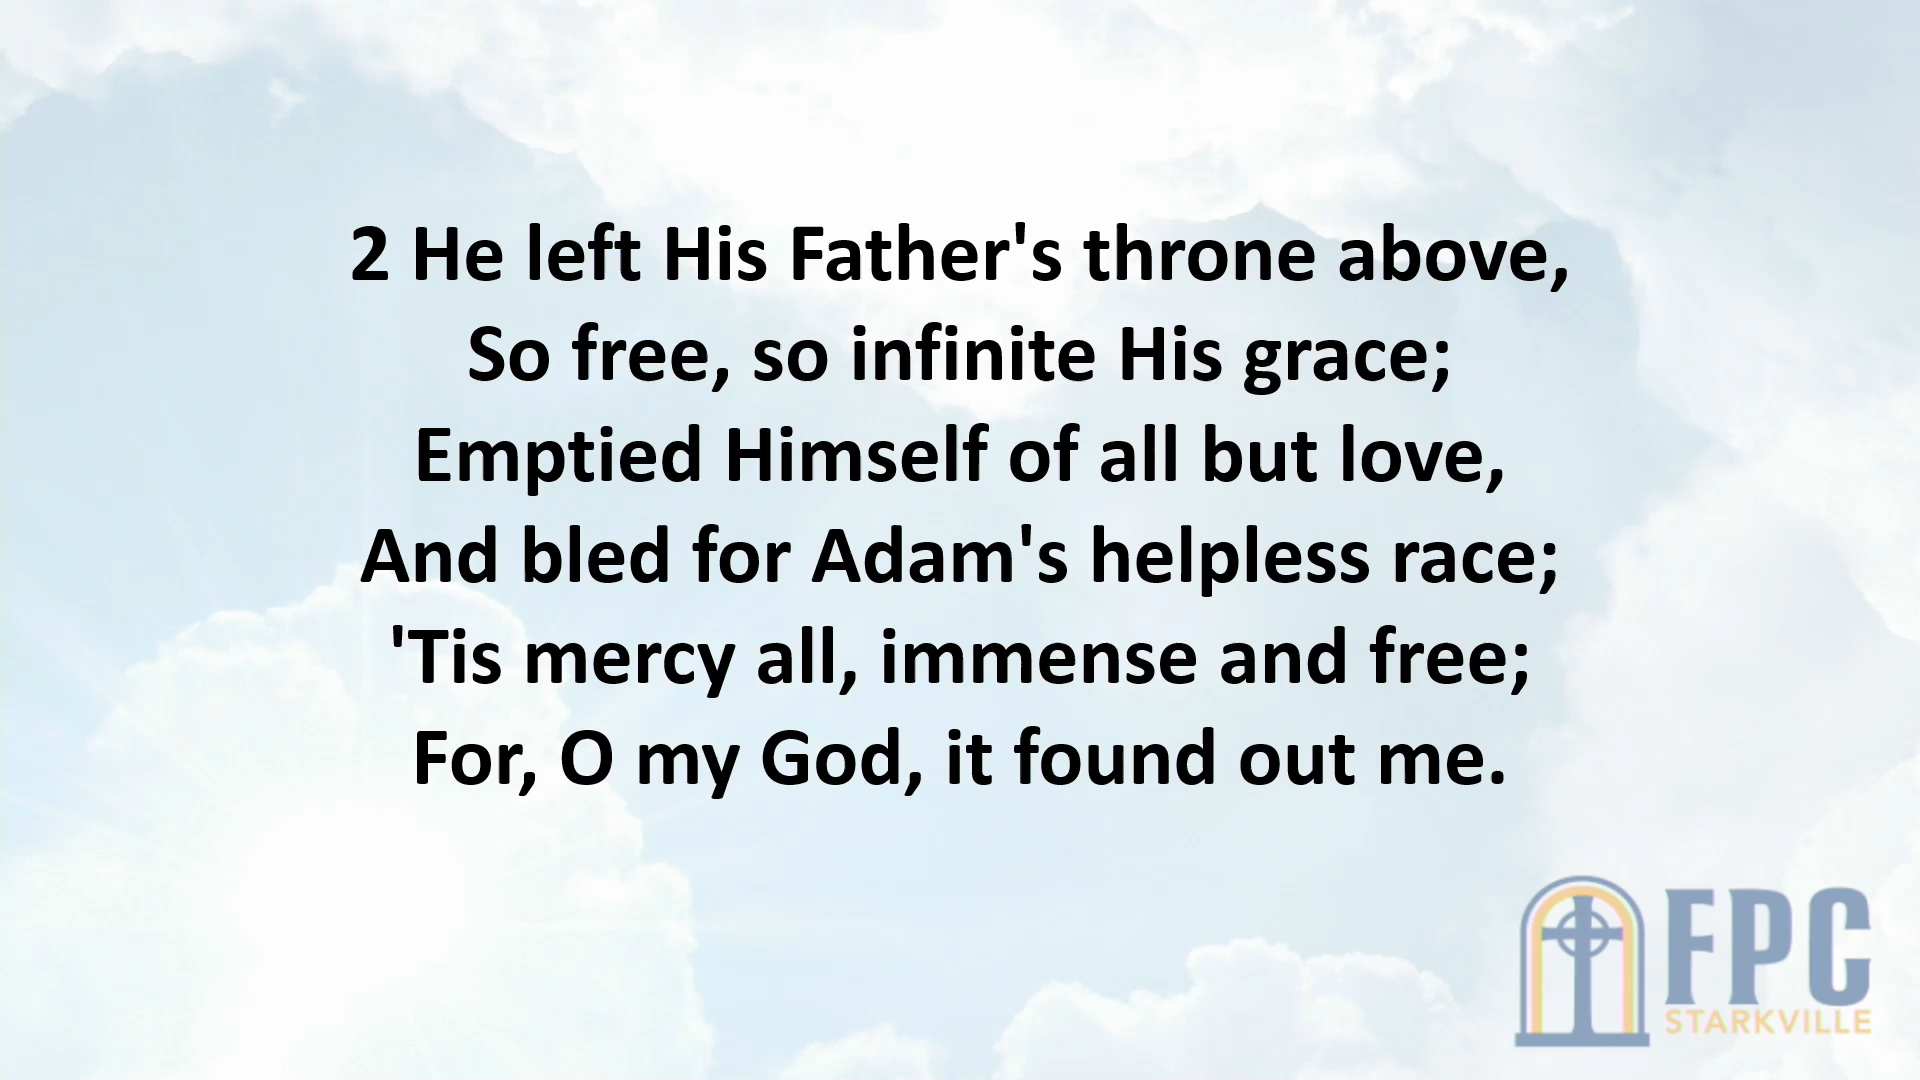 2 He left His Father's throne above,
So free, so infinite His grace;
Emptied Himself of all but love,
And bled for Adam's helpless race;
'Tis mercy all, immense and free;
For, O my God, it found out me.
FPC
STARKVILLE